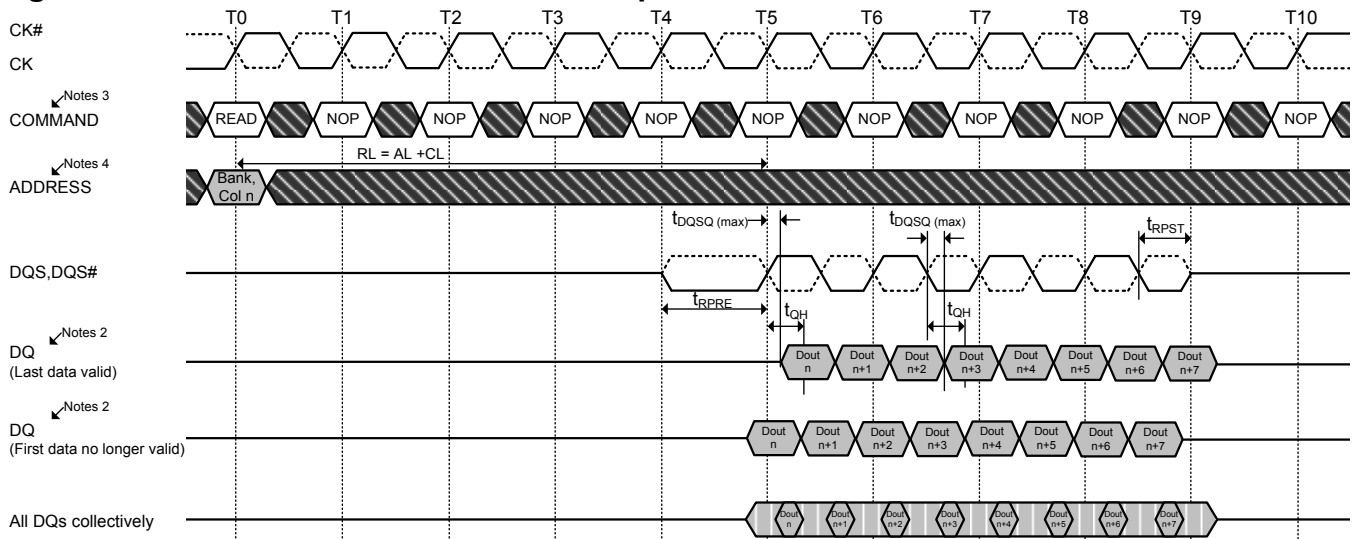 T0 T1 T2 T3 T4 T5 T6 T7 T8 T9 T10
CK#
CK
Notes 3
COMMAND
READ NOP NOP NOP NOP NOP NOP NOP NOP NOP NOP
RL = AL +CL
Notes 4
ADDRESS
Bank,
Col n
tDQSQ (max) tDQSQ (max) tRPST
DQS,DQS#
tRPRE
tQH tQH
Notes 2
DQ
(Last data valid)
Dout Dout Dout Dout Dout Dout Dout Dout
n n+1 n+2 n+3 n+4 n+5 n+6 n+7
Notes 2
DQ
(First data no longer valid)
Dout Dout Dout Dout Dout Dout Dout Dout
n n+1 n+2 n+3 n+4 n+5 n+6 n+7
All DQs collectively
Dout Dout Dout Dout Dout Dout Dout Dout
n n+1 n+2 n+3 n+4 n+5 n+6 n+7